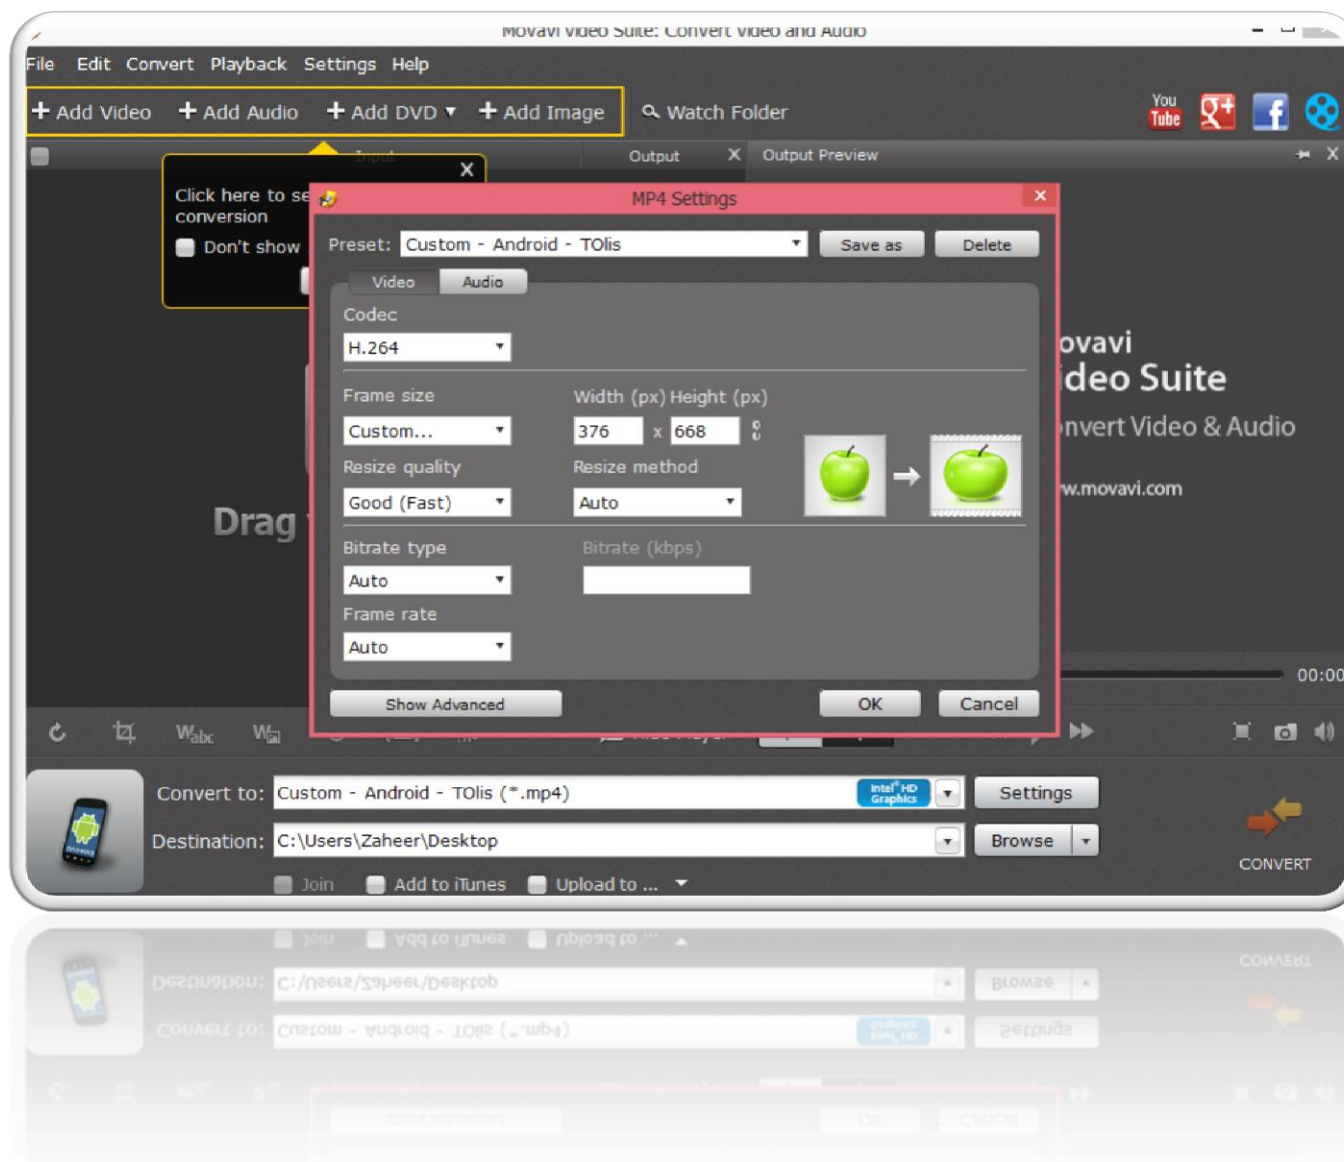 Movavi Video Suite: Convert Video and Audio
File Edit Convert Playback Settings Help
+ Add Video + Add Audio + Add DVD + Add Image Watch Folder
You
Tube
Input Output X Output Preview X
X
Click here to se
conversion
Don't show
MP4 Settings
Preset: Custom - Android - TOlis Save as Delete
Video Audio
Codec
H.264
Frame size Width (px) Height (px)
Custom... 376 x 668
Resize quality Resize method
Good (Fast) Auto
Bitrate type Bitrate (kbps)
Auto
Frame rate
Auto
Show Advanced OK Cancel
ovavi
ideo Suite
nvert Video & Audio
w.movavi.com
Drag
00:00
Convert to: Custom - Android - TOlis (*.mp4) Intel HD Graphics Settings
Destination: C:\Users\Zaheer\Desktop Browse
CONVERT
Join Add to iTunes Upload to ...